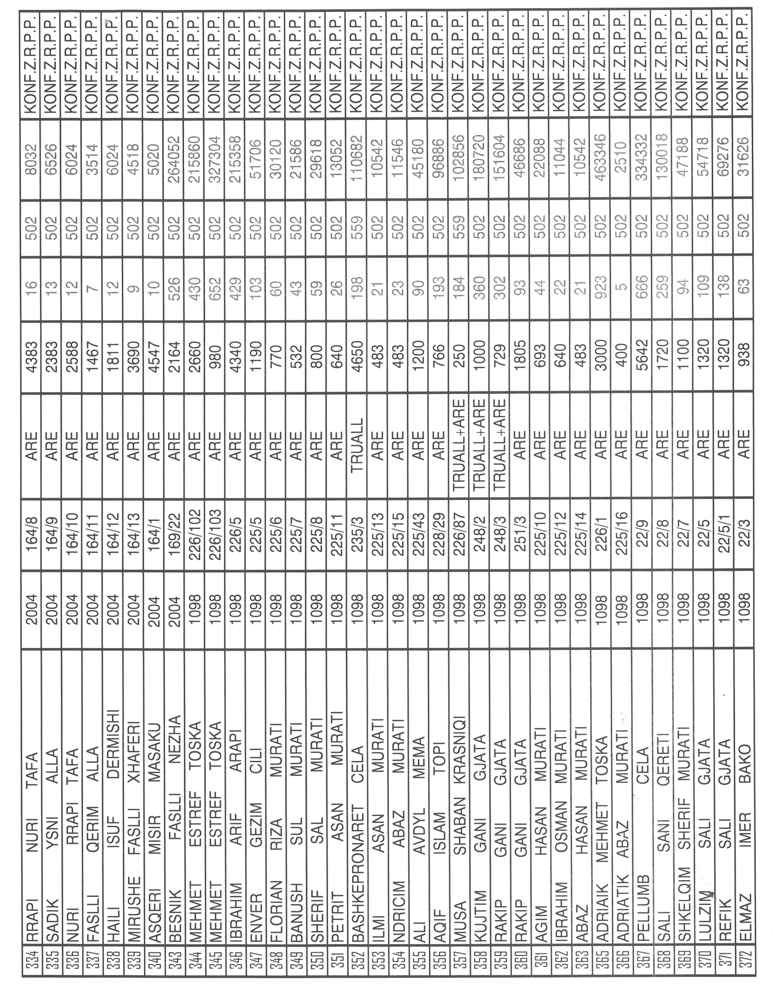 334 RRAPI NURI TAFA 2004 164/8 ARE 4383 16 502 8032 KONF.Z.R.P.P.
335 SADIK YSNI ALLA 2004 164/9 ARE 2383 13 502 6526 KONF.Z.R.P.P.
336 NURI RRAPI TAFA 2004 164/10 ARE 2588 12 502 6024 KONF.Z.R.P.P.
337 FASLLI QERIM ALLA 2004 164/11 ARE 1467 7 502 3514 KONF.Z.R.P.P.
338 HAILI ISUF DERMISHI 2004 164/12 ARE 1811 12 502 6024 KONF.Z.R.P.P.
339 MIRUSHE FASLLI XHAFERI 2004 164/13 ARE 3690 9 502 4518 KONF.Z.R.P.P.
340 ASQERI MISIR MASAKU 2004 164/1 ARE 4547 10 502 5020 KONF.Z.R.P.P.
343 BESNIK FASLLI NEZHA 2004 169/22 ARE 2164 526 502 264052 KONF.Z.R.P.P.
344 MEHMET ESTREF TOSKA 1098 226/102 ARE 2660 430 502 215860 KONF.Z.R.P.P.
345 MEHMET ESTREF TOSKA 1098 226/103 ARE 980 652 502 327304 KONF.Z.R.P.P.
346 IBRAHIM ARIF ARAPI 1098 226/5 ARE 4340 429 502 215358 KONF.Z.R.P.P.
347 ENVER GEZIM CILI 1098 225/5 ARE 1190 103 502 51706 KONF.Z.R.P.P.
348 FLORIAN RIZA MURATI 1098 225/6 ARE 770 60 502 30120 KONF.Z.R.P.P.
349 BANUSH SUL MURATI 1098 225/7 ARE 532 43 502 21586 KONF.Z.R.P.P.
350 SHERIF SAL MURATI 1098 225/8 ARE 800 59 502 29618 KONF.Z.R.P.P.
351 PETRIT ASAN MURATI 1098 225/11 ARE 640 26 502 13052 KONF.Z.R.P.P.
352 BASHKEPRONARET CELA 1098 235/3 TRUALL 4650 198 559 110682 KONF.Z.R.P.P.
353 ILMI ASAN MURATI 1098 225/13 ARE 483 21 502 10542 KONF.Z.R.P.P.
354 NDRICIM ABAZ MURATI 1098 225/15 ARE 483 23 502 11546 KONF.Z.R.P.P.
355 ALI AVDYL MEMA 1098 225/43 ARE 1200 90 502 45180 KONF.Z.R.P.P.
356 AQIF ISLAM TOPI 1098 228/29 ARE 766 193 502 96886 KONF.Z.R.P.P.
357 MUSA SHABAN KRASNIQI 1098 226/87 TRUALL+ARE 250 184 559 102856 KONF.Z.R.P.P.
358 KUJTIM GANI GJATA 1098 248/2 TRUALL+ARE 1000 360 502 180720 KONF.Z.R.P.P.
359 RAKIP GANI GJATA 1098 248/3 TRUALL+ARE 729 302 502 151604 KONF.Z.R.P.P.
360 RAKIP GANI GJATA 1098 251/3 ARE 1805 93 502 46686 KONF.Z.R.P.P.
361 AGIM HASAN MURATI 1098 225/10 ARE 693 44 502 22088 KONF.Z.R.P.P.
362 IBRAHIM OSMAN MURATI 1098 225/12 ARE 640 22 502 11044 KONF.Z.R.P.P.
363 ABAZ HASAN MURATI 1098 225/14 ARE 483 21 502 10542 KONF.Z.R.P.P.
365 ADRIAIK MEHMET TOSKA 1098 226/1 ARE 3000 923 502 463346 KONF.Z.R.P.P.
366 ADRIATIK ABAZ MURATI 1098 225/16 ARE 400 5 502 2510 KONF.Z.R.P.P.
367 PELLUMB CELA 1098 22/9 ARE 5642 666 502 334332 KONF.Z.R.P.P.
368 SALI SANI QERETI 1098 22/8 ARE 1720 259 502 130018 KONF.Z.R.P.P.
369 SHKELQIM SHERIF MURATI 1098 22/7 ARE 1100 94 502 47188 KONF.Z.R.P.P.
370 LULZIM SALI GJATA 1098 22/5 ARE 1320 109 502 54718 KONF.Z.R.P.P.
371 REFIK SALI GJATA 1098 22/5/1 ARE 1320 138 502 69276 KONF.Z.R.P.P.
372 ELMAZ IMER BAKO 1098 22/3 ARE 938 63 502 31626 KONF.Z.R.P.P.